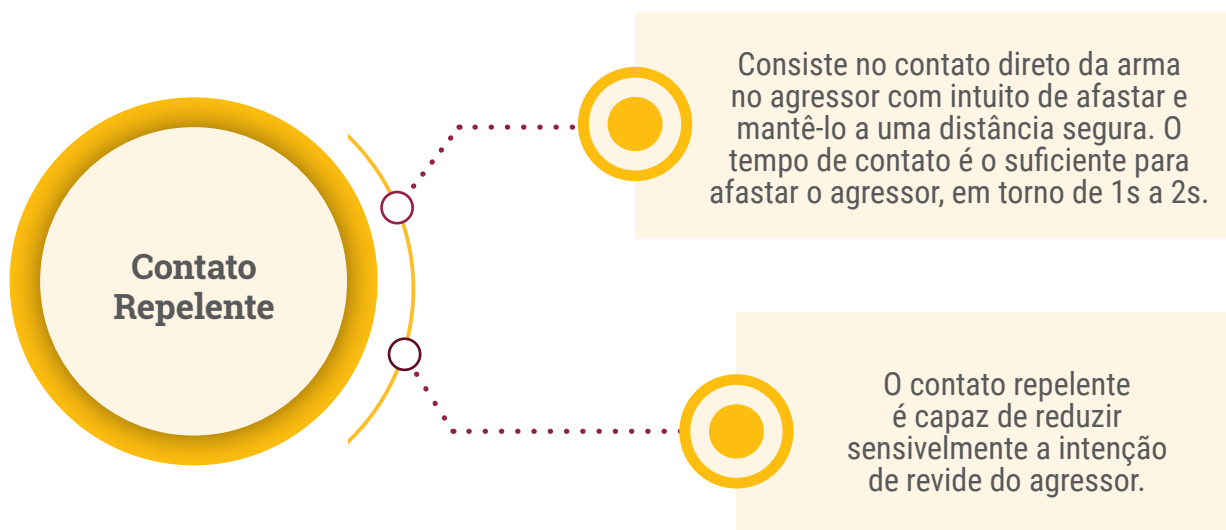 Contato
Repelente
Consiste no contato direto da arma
no agressor com intuito de afastar e
mantê-lo a uma distância segura. O
tempo de contato é o suficiente para
afastar o agressor, em torno de 1s a 2s.
O contato repelente
é capaz de reduzir
sensivelmente a intenção
de revide do agressor.